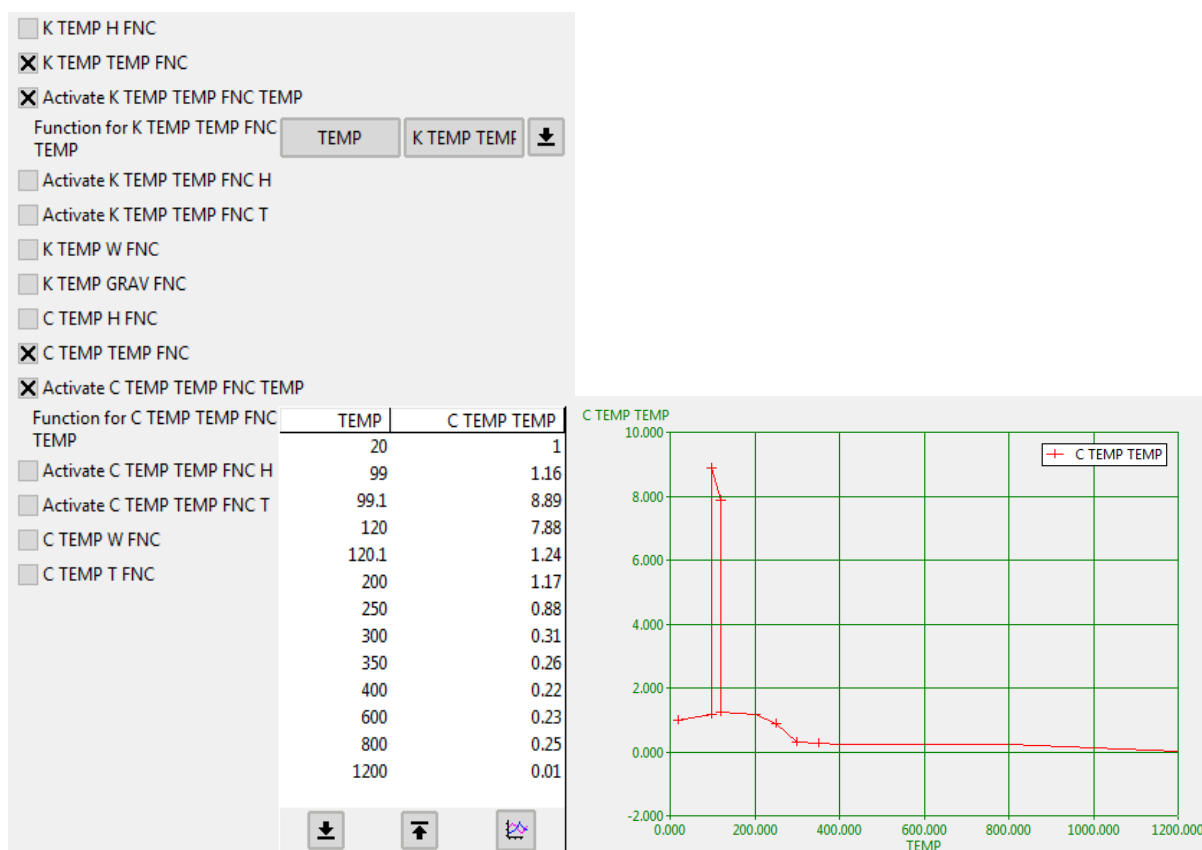 K TEMP H FNC
K TEMP TEMP FNC
Activate K TEMP TEMP FNC TEMP
Function for K TEMP TEMP FNC
TEMP
TEMP K TEMP TEMP
Activate K TEMP TEMP FNC H
Activate K TEMP TEMP FNC T
K TEMP W FNC
K TEMP GRAV FNC
C TEMP H FNC
C TEMP TEMP FNC
Activate C TEMP TEMP FNC TEMP
Function for C TEMP TEMP FNC
TEMP
Activate C TEMP TEMP FNC H
Activate C TEMP TEMP FNC T
C TEMP W FNC
C TEMP T FNC
TEMP C TEMP TEMP
20 1
99 1.16
99.1 8.89
120 7.88
120.1 1.24
200 1.17
250 0.88
300 0.31
350 0.26
400 0.22
600 0.23
800 0.25
1200 0.01
C TEMP TEMP
10.000
8.000
6.000
4.000
2.000
0.000
-2.000
C TEMP TEMP
0.000 200.000 400.000 600.000 800.000 1000.000 1200.000
TEMP